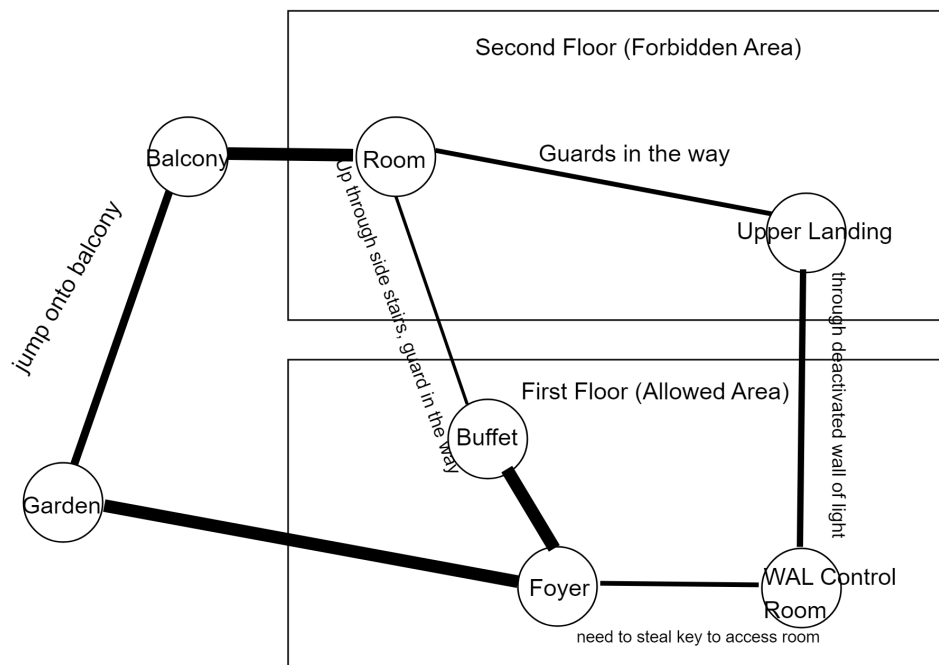 Second Floor (Forbidden Area)
Balcony
Room
Guards in the way
Upper Landing
jump onto balcony
Up through side stairs, guard in the way
through deactivated wall of light
First Floor (Allowed Area)
Buffet
Garden
Foyer
WAL Control
Room
need to steal key to access room